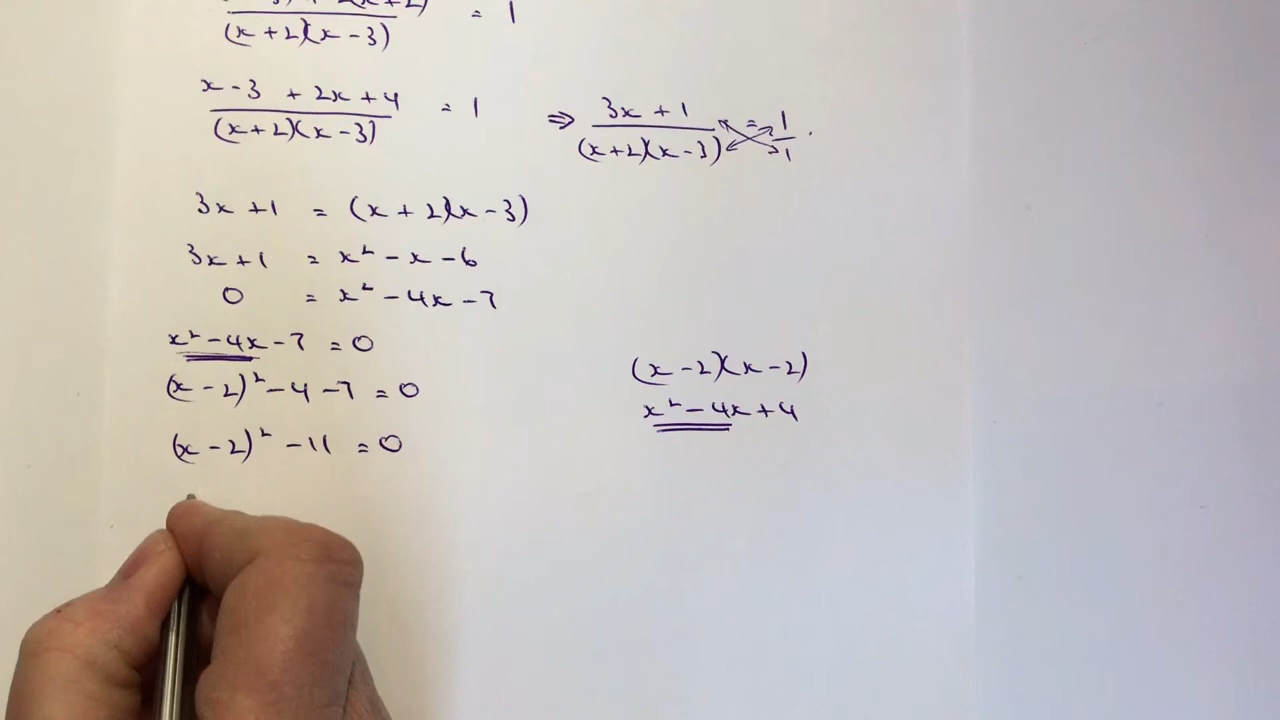 = 1
(x + 2)(x - 3)
x - 3 + 2x + 4 = 1
(x + 2)(x - 3)
⇒ 3x + 1 = 1
(x+2)(x - 3) 1 .
3x + 1 = (x + 2)(x - 3)
3x + 1 = x² - x - 6
0 = x² - 4x - 7
x² - 4x - 7 = 0
(x - 2)² - 4 - 7 = 0
(x - 2)² - 11 = 0
(x - 2)(x - 2)
x² - 4x + 4